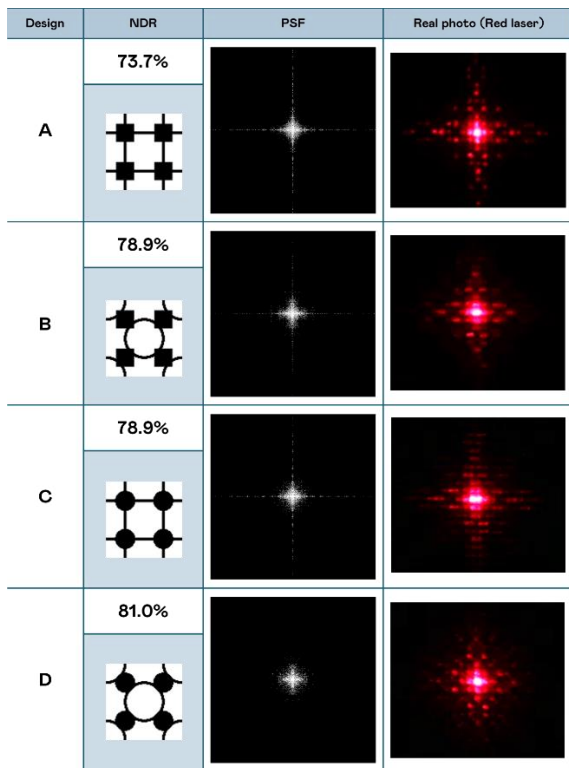 Design NDR PSF Real photo (Red laser)
73.7%
A
78.9%
B
78.9%
C
81.0%
D